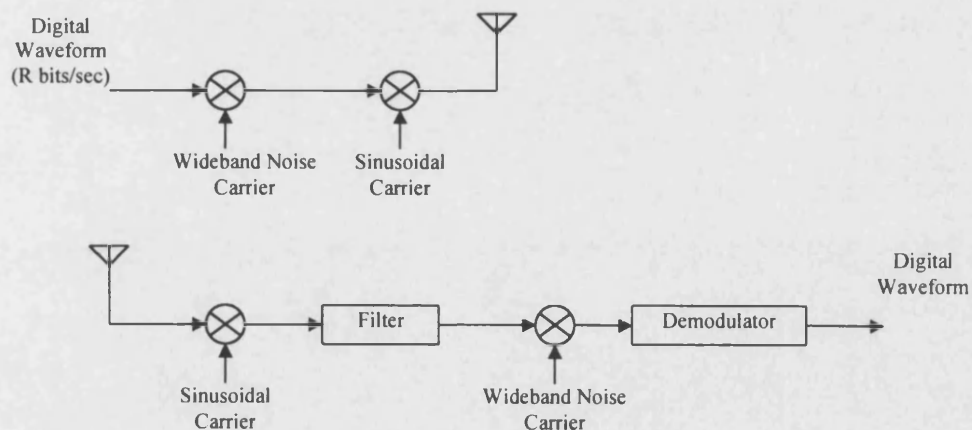 Digital
Waveform
(R bits/sec)
Wideband Noise
Carrier
Sinusoidal
Carrier
Digital
Waveform
Filter
Demodulator
Sinusoidal
Carrier
Wideband Noise
Carrier